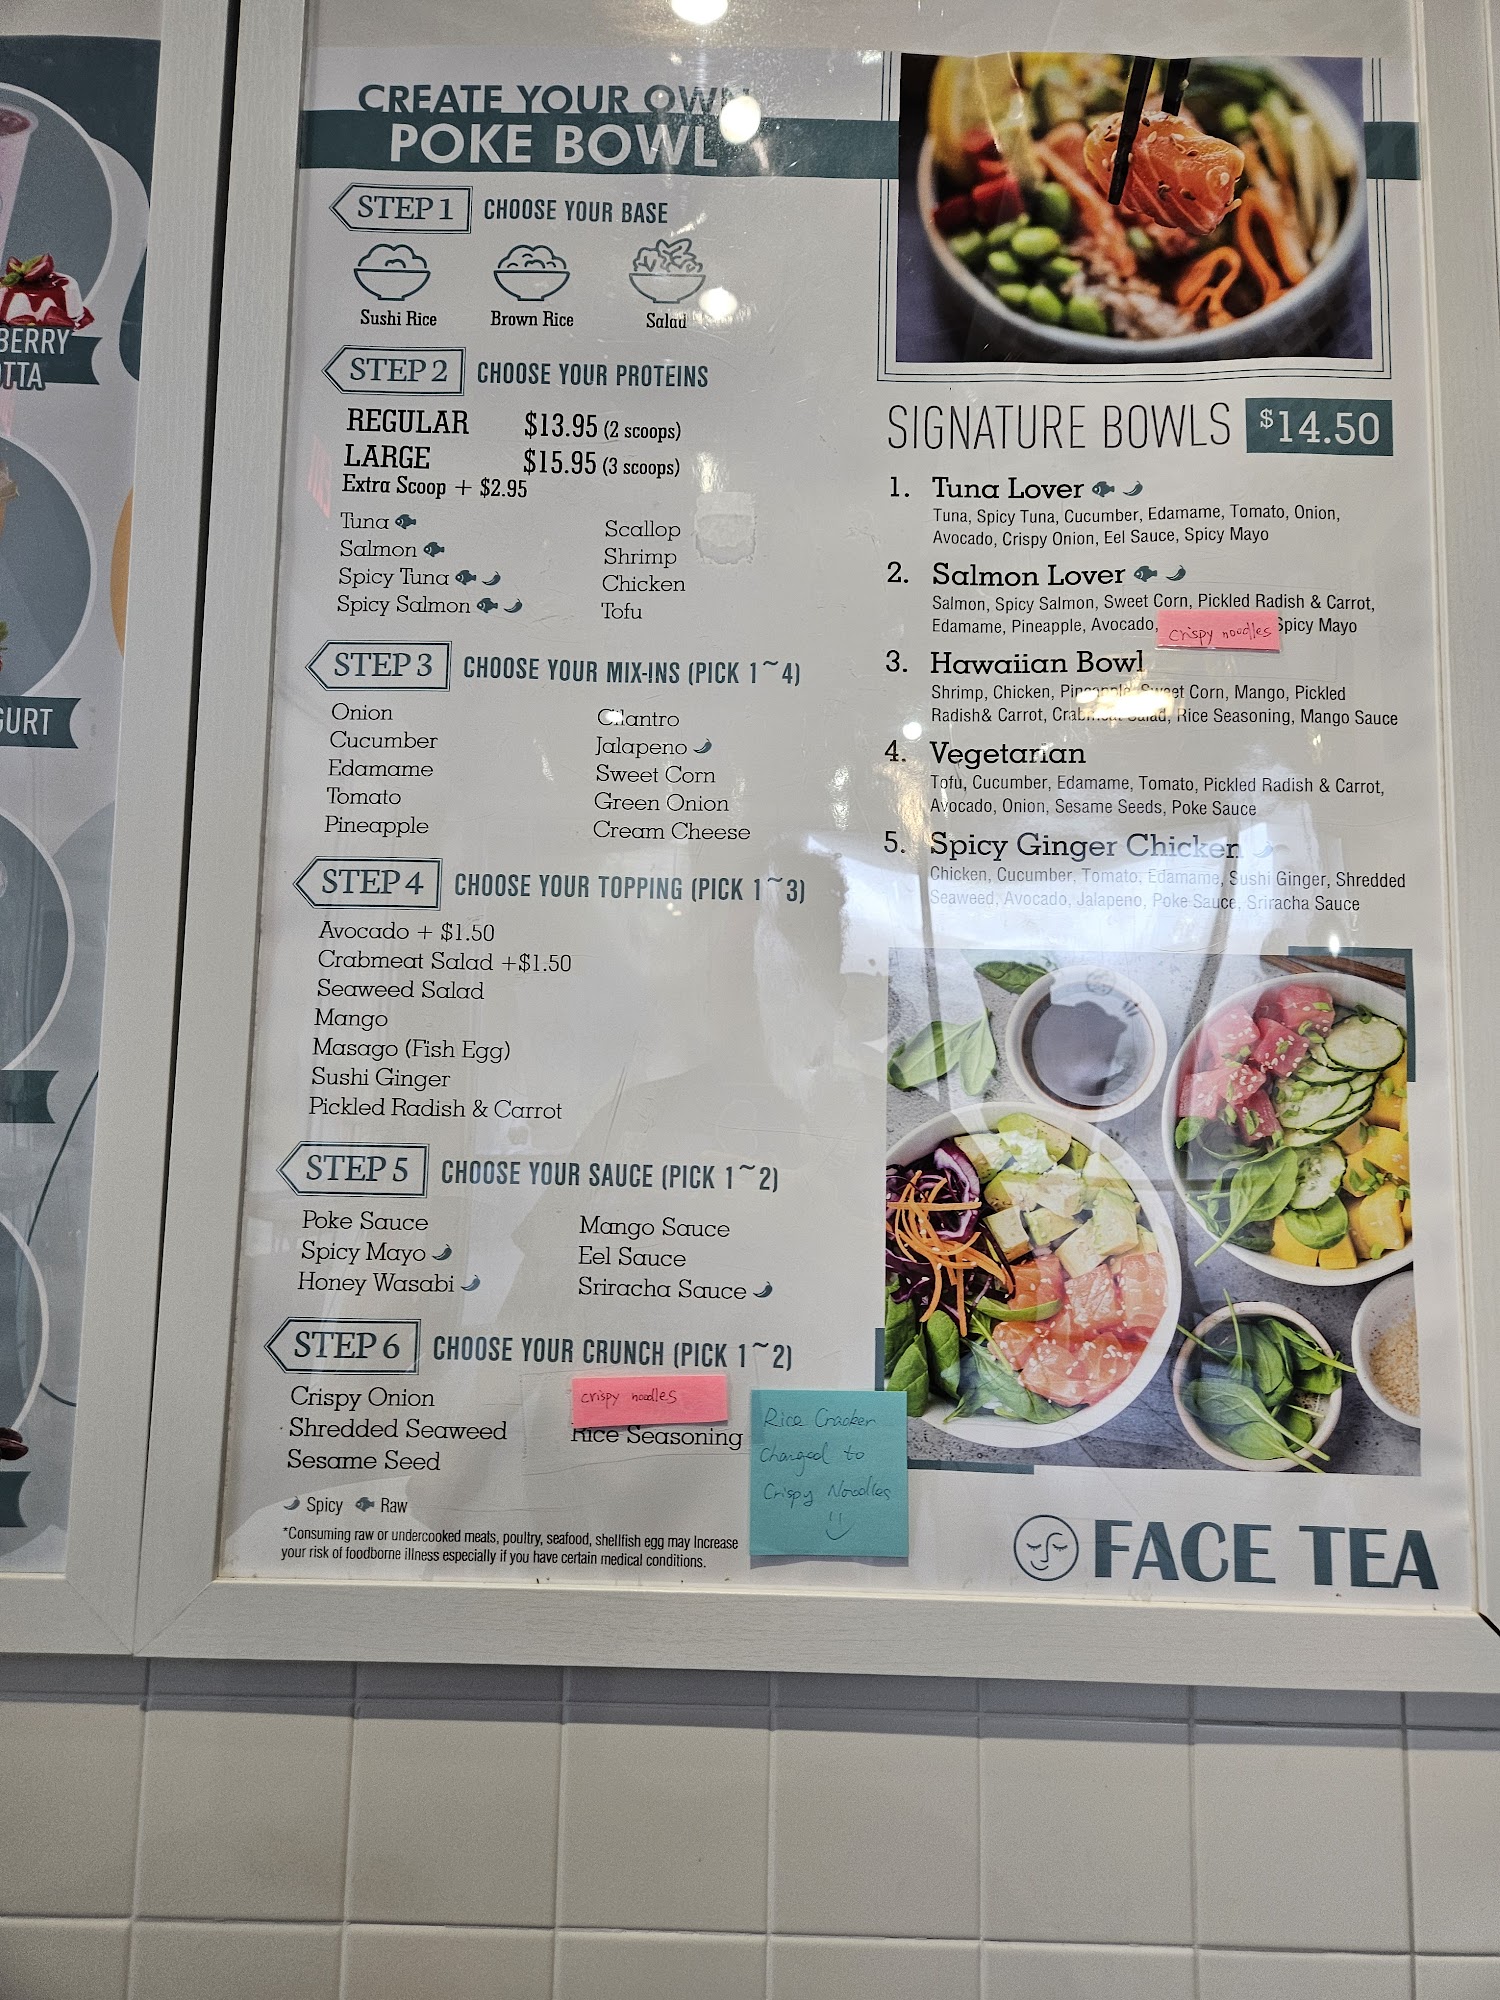 BERRY
OTTA
GURT
CREATE YOUR OWN
POKE BOWL
STEP 1 CHOOSE YOUR BASE
Sushi Rice Brown Rice Salad
STEP 2 CHOOSE YOUR PROTEINS
REGULAR $13.95 (2 scoops)
LARGE $15.95 (3 scoops)
Extra Scoop + $2.95
Tuna
Salmon
Spicy Tuna
Spicy Salmon
Scallop
Shrimp
Chicken
Tofu
STEP 3 CHOOSE YOUR MIX-INS (PICK 1~4)
Onion
Cucumber
Edamame
Tomato
Pineapple
Cilantro
Jalapeno
Sweet Corn
Green Onion
Cream Cheese
STEP 4 CHOOSE YOUR TOPPING (PICK 1~3)
Avocado + $1.50
Crabmeat Salad +$1.50
Seaweed Salad
Mango
Masago (Fish Egg)
Sushi Ginger
Pickled Radish & Carrot
STEP 5 CHOOSE YOUR SAUCE (PICK 1~2)
Poke Sauce
Spicy Mayo
Honey Wasabi
Mango Sauce
Eel Sauce
Sriracha Sauce
STEP 6 CHOOSE YOUR CRUNCH (PICK 1~2)
Crispy Onion
Shredded Seaweed
Sesame Seed
crispy noodles
Rice Seasoning
Rice Cracker
Changed to
Crispy Noodles
Spicy Raw
*Consuming raw or undercooked meats, poultry, seafood, shellfish egg may Increase
your risk of foodborne illness especially if you have certain medical conditions.
SIGNATURE BOWLS $14.50
1. Tuna Lover
Tuna, Spicy Tuna, Cucumber, Edamame, Tomato, Onion,
Avocado, Crispy Onion, Eel Sauce, Spicy Mayo
2. Salmon Lover
Salmon, Spicy Salmon, Sweet Corn, Pickled Radish & Carrot,
Edamame, Pineapple, Avocado, crispy noodles Spicy Mayo
3. Hawaiian Bowl
Shrimp, Chicken, Pineapple, Sweet Corn, Mango, Pickled
Radish& Carrot, Crabmeat Salad, Rice Seasoning, Mango Sauce
4. Vegetarian
Tofu, Cucumber, Edamame, Tomato, Pickled Radish & Carrot,
Avocado, Onion, Sesame Seeds, Poke Sauce
5. Spicy Ginger Chicken
Chicken, Cucumber, Tomato, Edamame, Sushi Ginger, Shredded
Seaweed, Avocado, Jalapeno, Poke Sauce, Sriracha Sauce
FACE TEA